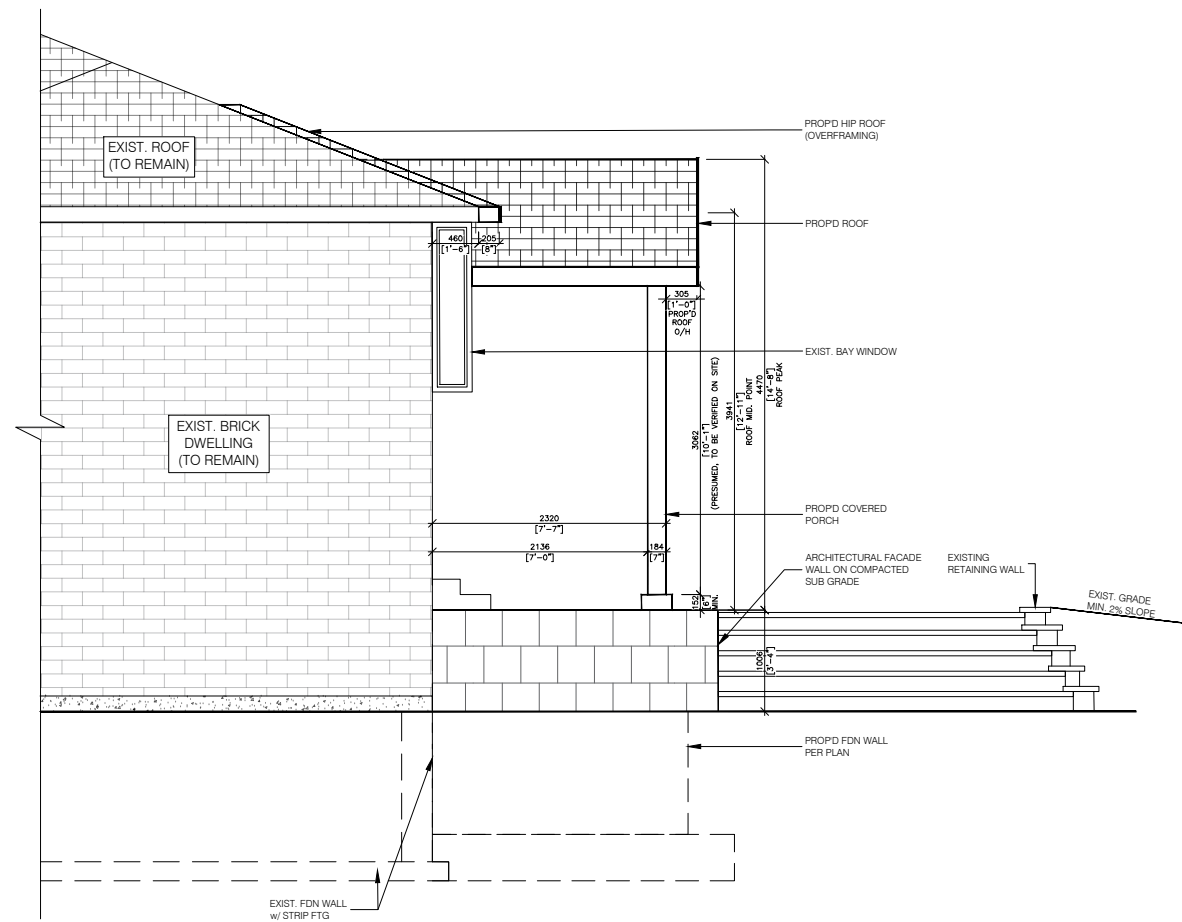 PROP'D HIP ROOF
(OVERFRAMING)
EXIST. ROOF
(TO REMAIN)
PROP'D ROOF
460
[1'-6"]
205
[8"]
305
[1'-0"]
PROP'D
ROOF
O/H
EXIST. BAY WINDOW
3062
[10'-1"]
(PRESUMED, TO BE VERIFIED ON SITE)
3941
[12'-11"]
ROOF MID. POINT
4470
[14'-8"]
ROOF PEAK
EXIST. BRICK
DWELLING
(TO REMAIN)
2320
[7'-7"]
PROP'D COVERED
PORCH
2136
[7'-0"]
184
[7"]
ARCHITECTURAL FACADE
WALL ON COMPACTED
SUB GRADE
EXISTING
RETAINING WALL
152
[6"]
MIN.
EXIST. GRADE
MIN. 2% SLOPE
1006
[3'-4"]
PROP'D FDN WALL
PER PLAN
EXIST. FDN WALL
w/ STRIP FTG